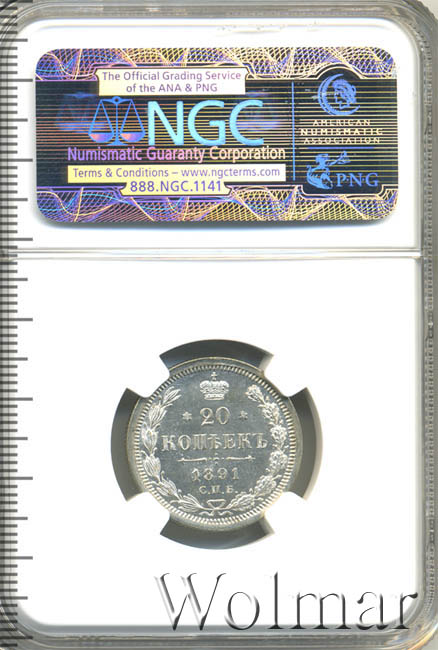 The Official Grading Service
of the ANA & PNG
NGC
Numismatic Guaranty Corporation
Terms & Conditions – www.ngcterms.com
888.NGC.1141
AMERICAN
NUMISMATIC
ASSOCIATION
PNG
20
КОПѢЕКЪ
1891
С.П.Б.
Wolmar